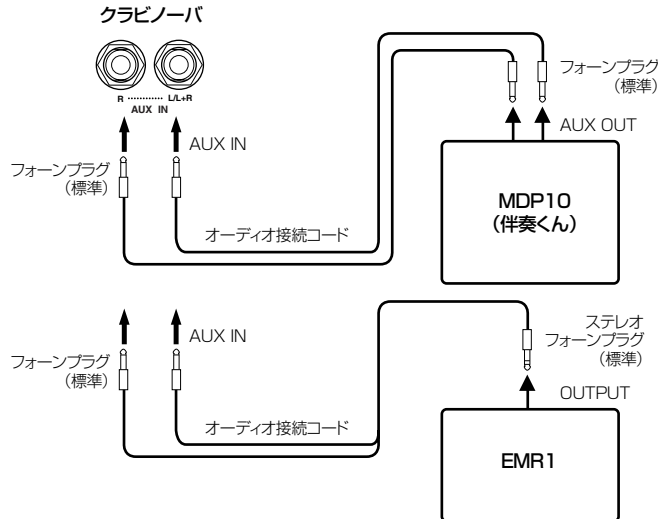 クラビノーバ
R ………… L/L+R
AUX IN
AUX IN
フォーンプラグ
(標準)
オーディオ接続コード
フォーンプラグ
(標準)
AUX OUT
MDP10
(伴奏くん)
AUX IN
フォーンプラグ
(標準)
オーディオ接続コード
ステレオ
フォーンプラグ
(標準)
OUTPUT
EMR1